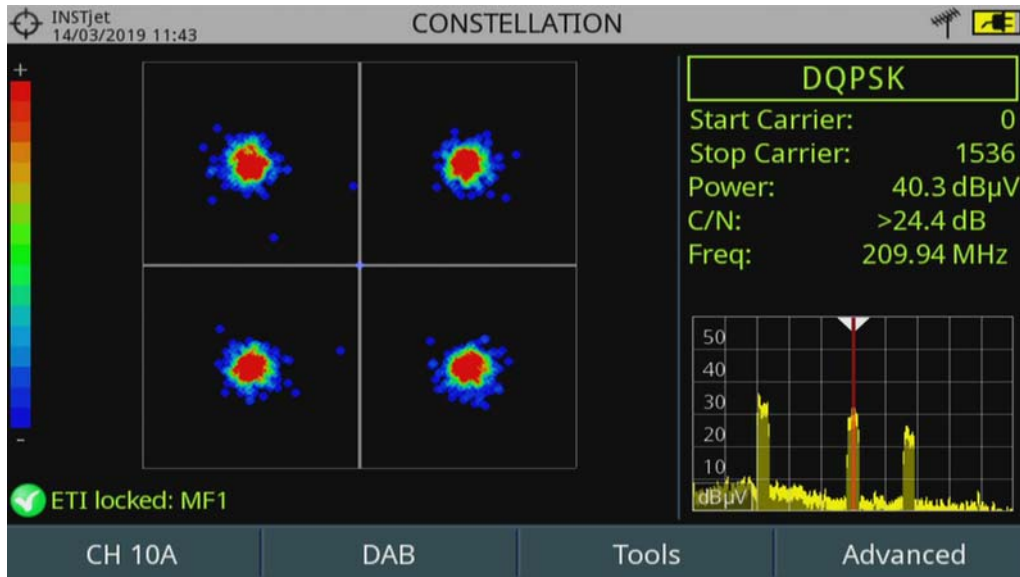 INSTjet
14/03/2019 11:43
CONSTELLATION
+
-
DQPSK
Start Carrier: 0
Stop Carrier: 1536
Power: 40.3 dBµV
C/N: >24.4 dB
Freq: 209.94 MHz
50
40
30
20
10
dBµV
ETI locked: MF1
CH 10A
DAB
Tools
Advanced